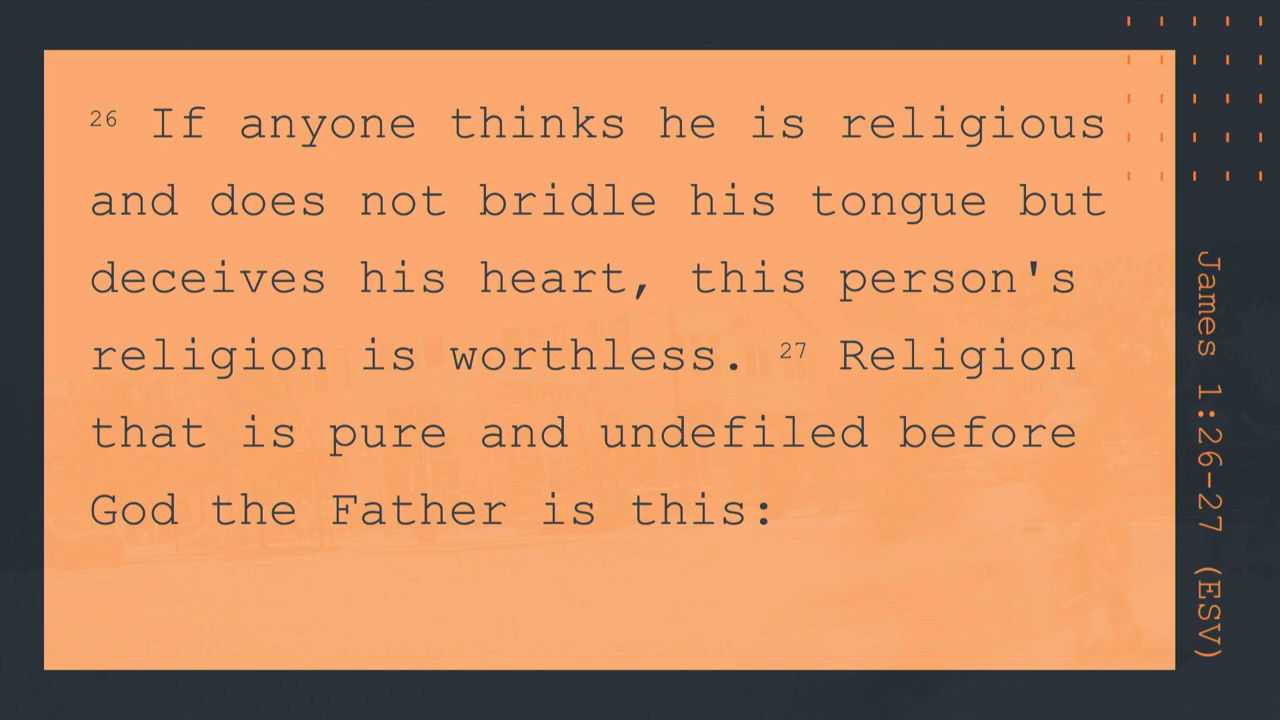 26 If anyone thinks he is religious
and does not bridle his tongue but
deceives his heart, this person's
religion is worthless. 27 Religion
that is pure and undefiled before
God the Father is this:
James 1:26-27 (ESV)